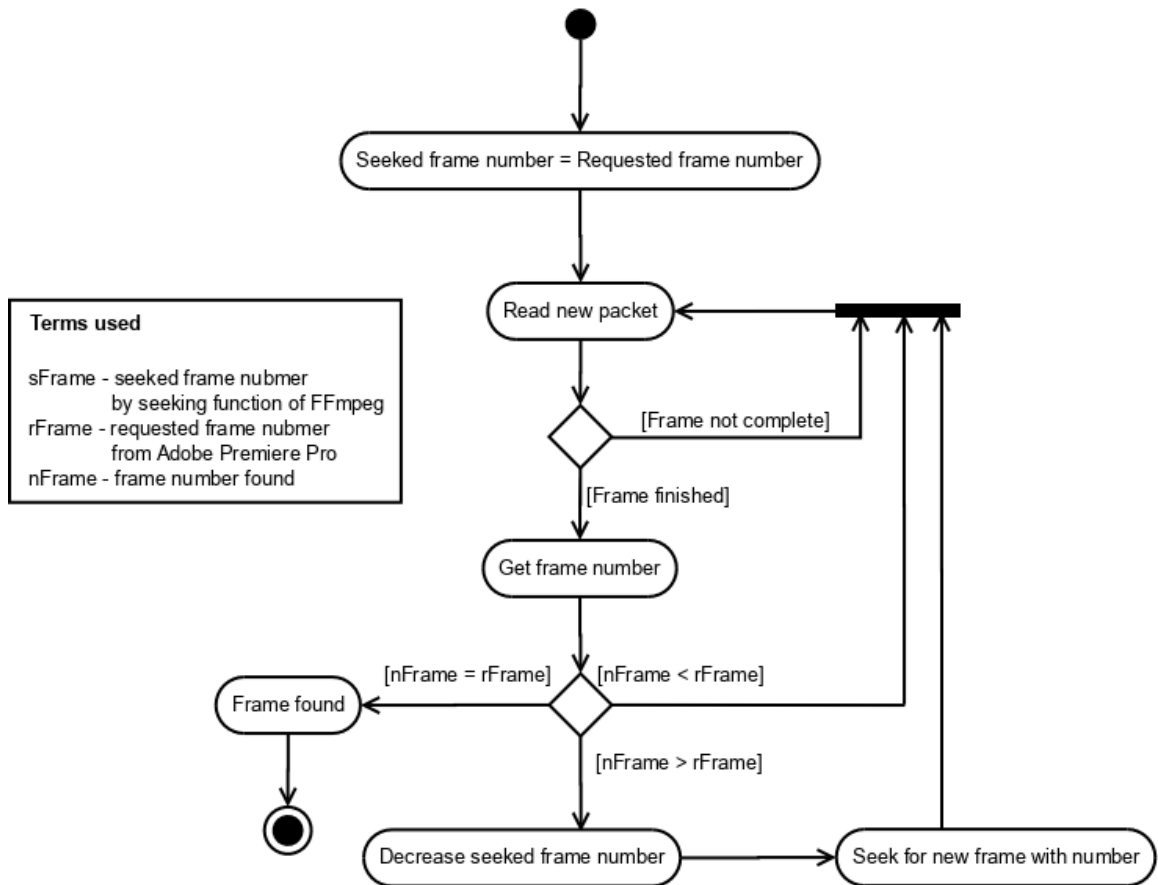 Seeked frame number = Requested frame number
Read new packet
Terms used
sFrame - seeked frame nubmer
by seeking function of FFmpeg
rFrame - requested frame nubmer
from Adobe Premiere Pro
nFrame - frame number found
[Frame not complete]
[Frame finished]
Get frame number
[nFrame = rFrame]
[nFrame < rFrame]
Frame found
[nFrame > rFrame]
Decrease seeked frame number
Seek for new frame with number